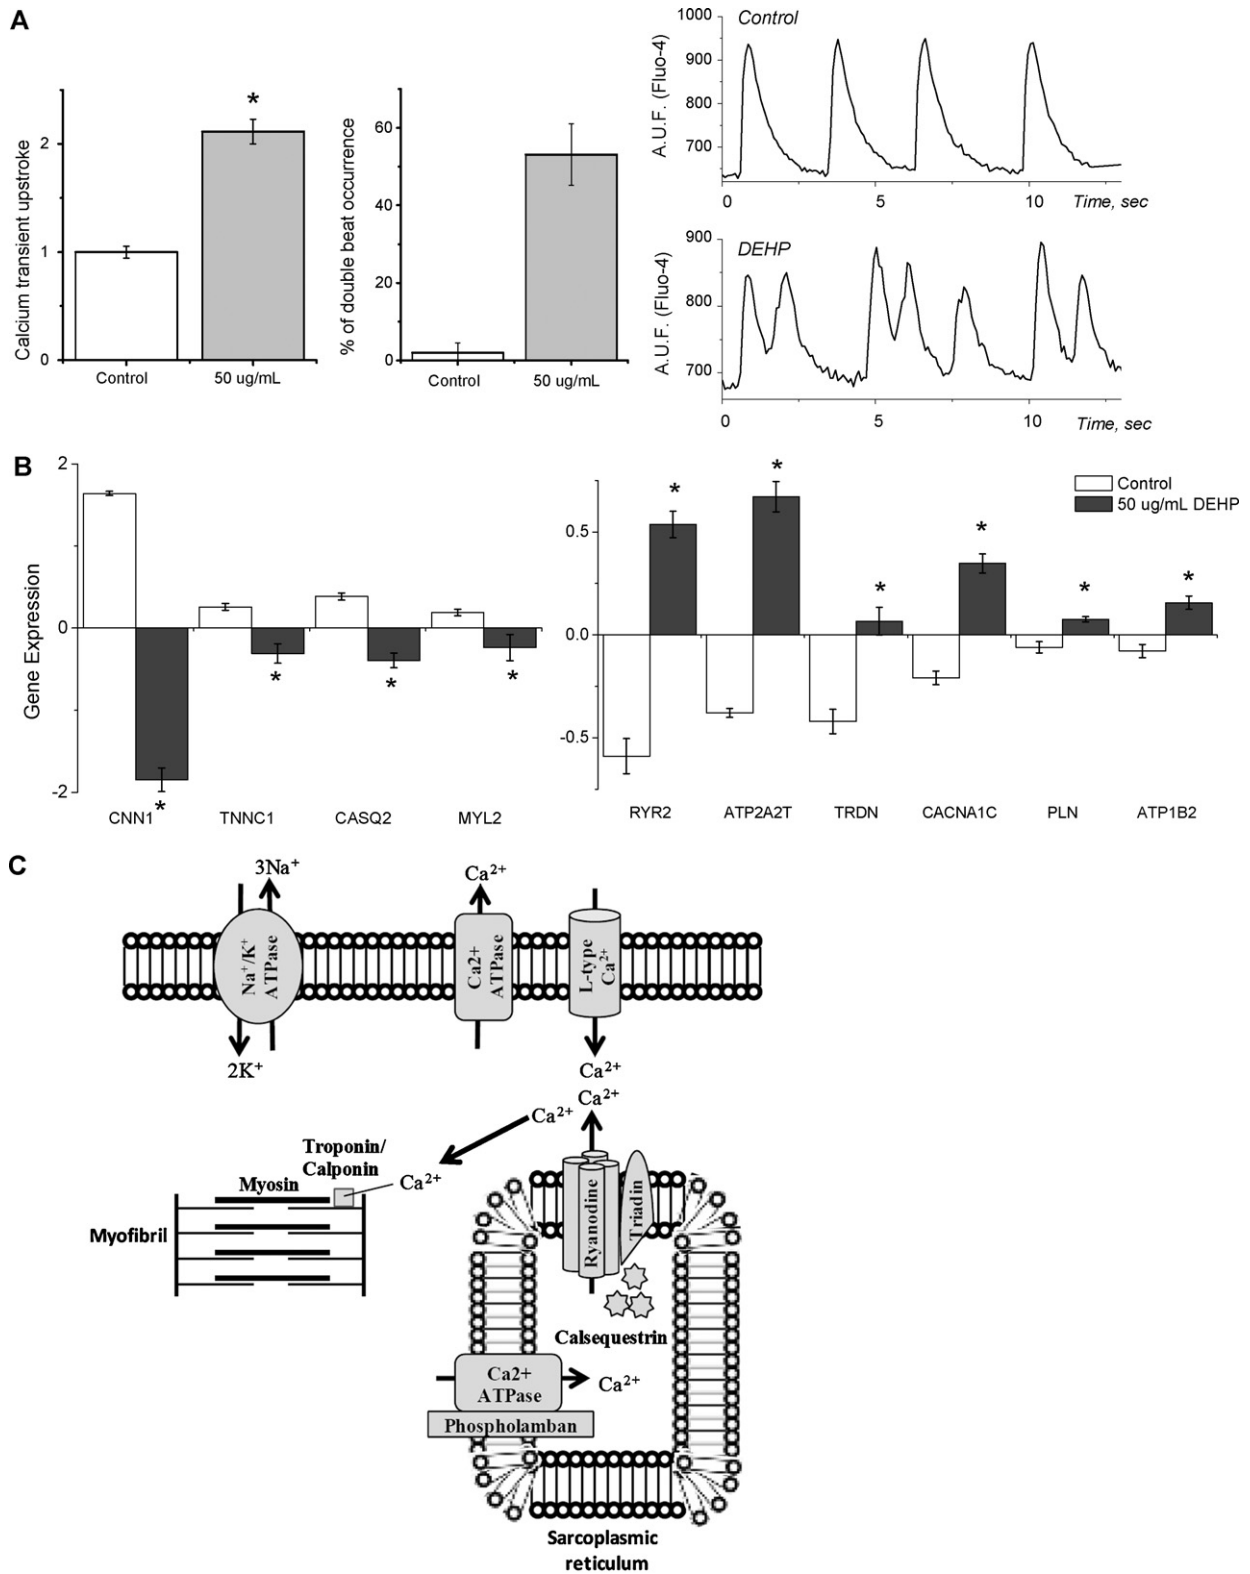 A
Calcium transient upstroke
2
1
0
*
Control
50 ug/mL
% of double beat occurrence
60
40
20
0
Control
50 ug/mL
Control
A.U.F. (Fluo-4)
1000
900
800
700
0
5
10
Time, sec
DEHP
A.U.F. (Fluo-4)
900
800
700
0
5
10
Time, sec
B
Gene Expression
2
0
-2
*
*
*
*
CNN1
TNNC1
CASQ2
MYL2
0.5
0.0
-0.5
*
*
*
*
*
*
RYR2
ATP2A2T
TRDN
CACNA1C
PLN
ATP1B2
Control
50 ug/mL DEHP
C
3Na+
Na+/K+
ATPase
2K+
Ca2+
Ca2+
ATPase
L-type
Ca2+
Ca2+
Ca2+
Ca2+
Troponin/
Calponin
Ca2+
Myosin
Myofibril
Ryanodine
Triadin
Calsequestrin
Ca2+
ATPase
Ca2+
Phospholamban
Sarcoplasmic
reticulum